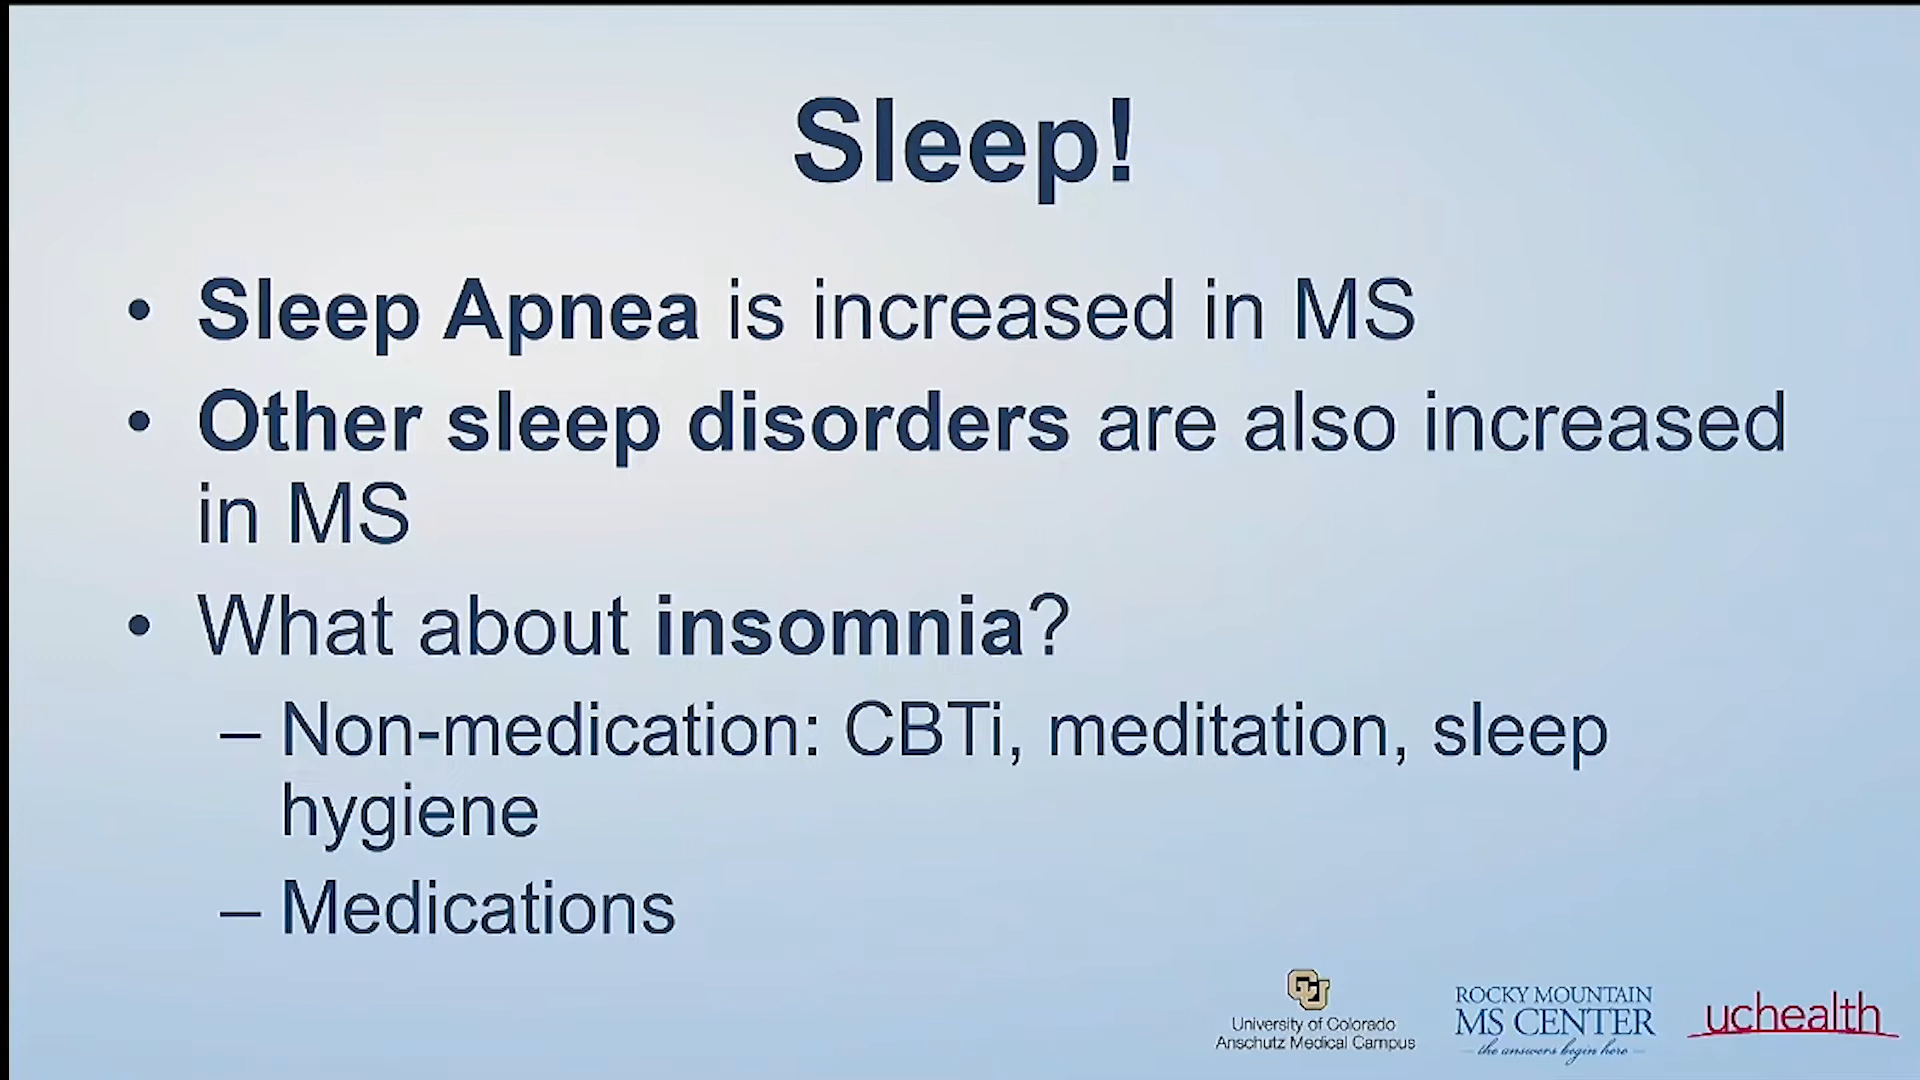 Sleep!
• Sleep Apnea is increased in MS
• Other sleep disorders are also increased
in MS
• What about insomnia?
– Non-medication: CBTi, meditation, sleep
hygiene
– Medications
CU
University of Colorado
Anschutz Medical Campus
ROCKY MOUNTAIN
MS CENTER
— the answers begin here —
uchealth